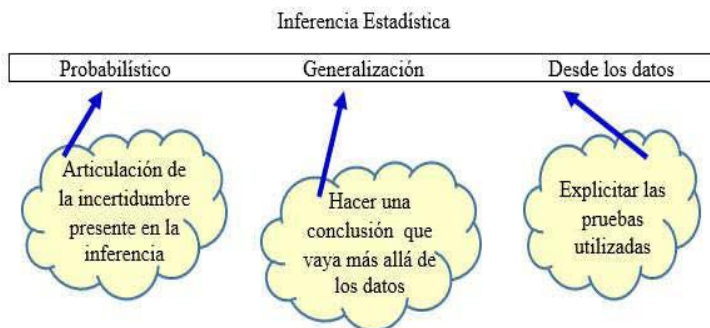 Inferencia Estadística
Probabilístico
Generalización
Desde los datos
Articulación de
la incertidumbre
presente en la
inferencia
Hacer una
conclusión que
vaya más allá de
los datos
Explicitar las
pruebas
utilizadas